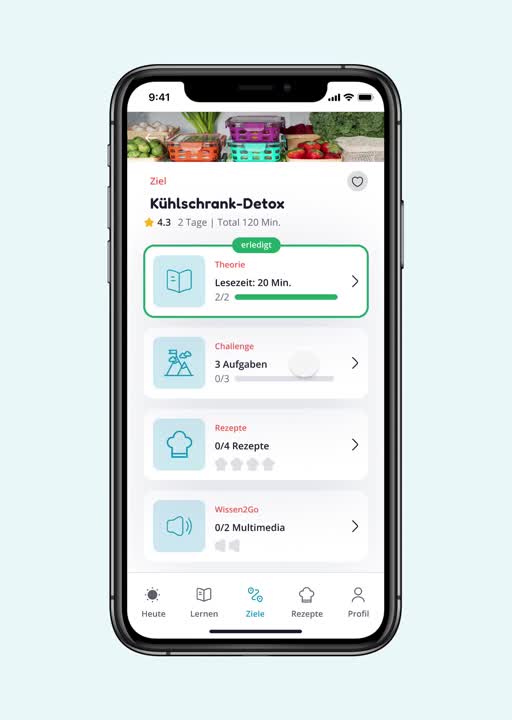 9:41
Ziel
Kühlschrank-Detox
4.3 2 Tage | Total 120 Min.
erledigt
Theorie
Lesezeit: 20 Min.
2/2
Challenge
3 Aufgaben
0/3
Rezepte
0/4 Rezepte
Wissen2Go
0/2 Multimedia
Heute Lernen Ziele Rezepte Profil